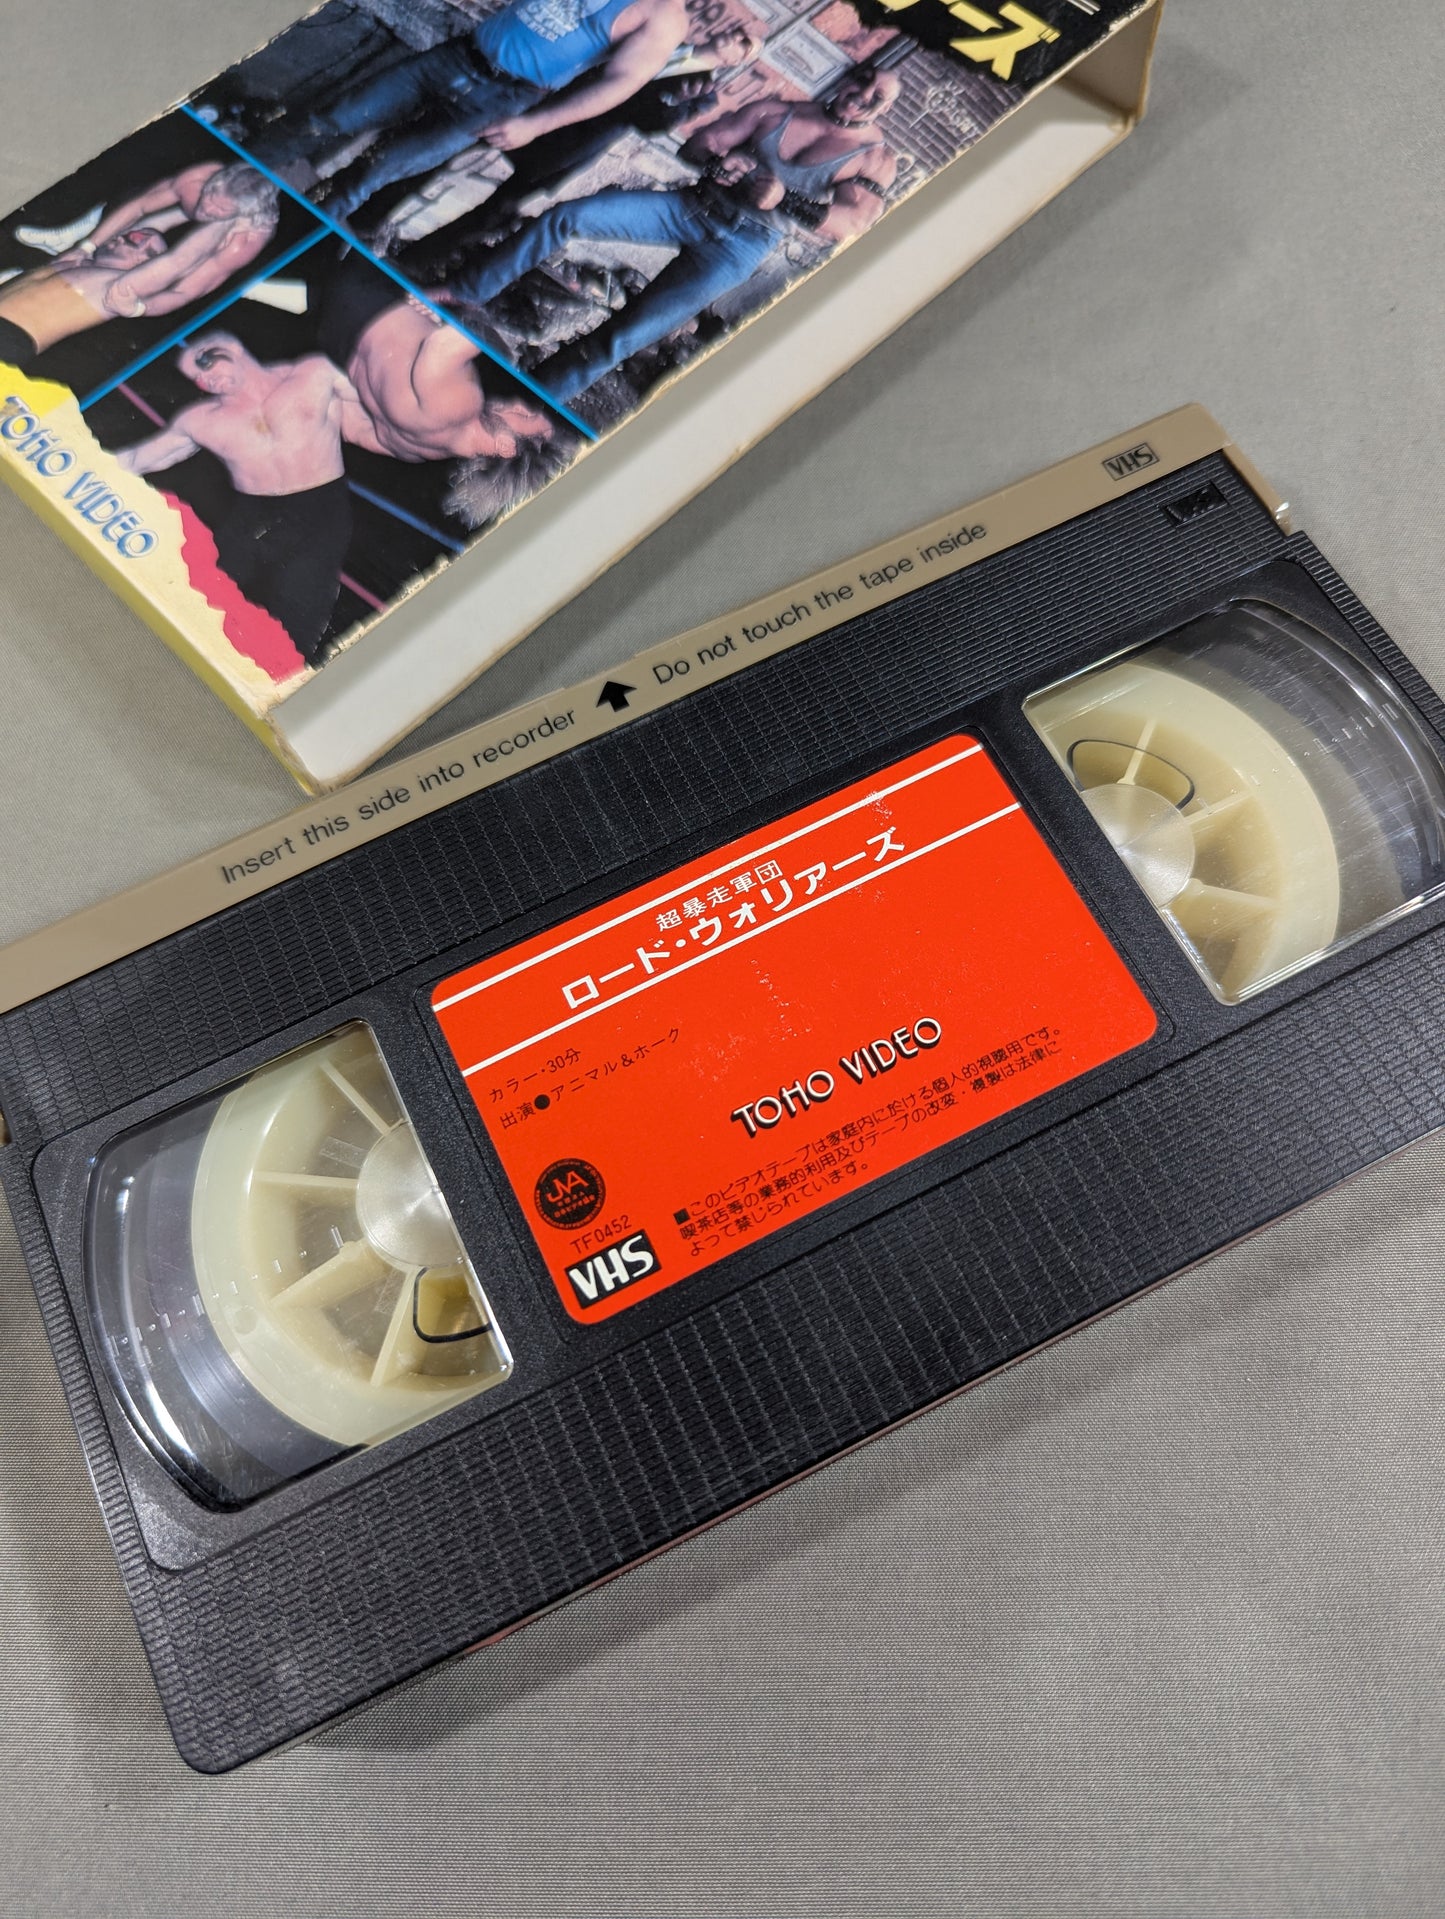 ーズ
TOHO VIDEO
VHS
VHS
Insert this side into recorder ⬆ Do not touch the tape inside
超暴走軍団
ロード・ウォリアーズ
カラー・30分
出演●アニマル&ホーク
TOHO VIDEO
JVA
TF0452
VHS
■このビデオテープは家庭内に於ける個人的視聴用です。
喫茶店等の業務的利用及びテープの改変・複製は法律に
よって禁じられています。